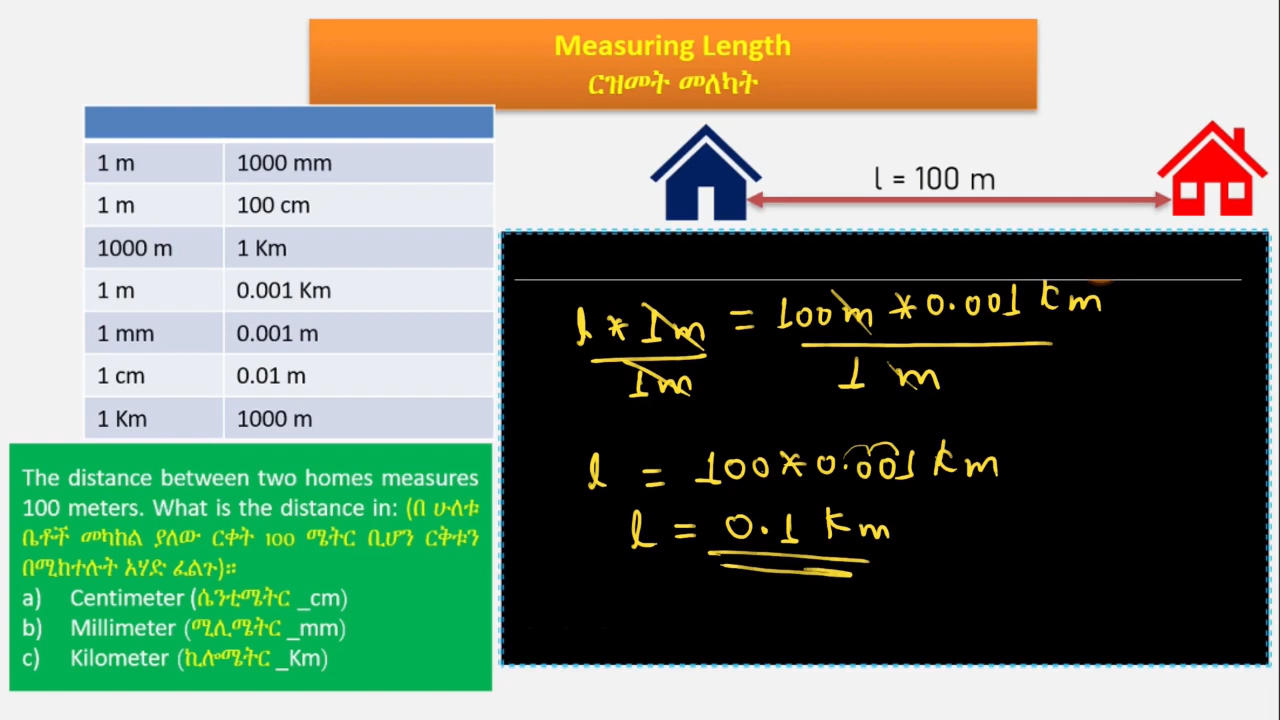 Measuring Length
ርዝመት መለካት
1 m 1000 mm
1 m 100 cm
1000 m 1 Km
1 m 0.001 Km
1 mm 0.001 m
1 cm 0.01 m
1 Km 1000 m
l = 100 m
The distance between two homes measures
100 meters. What is the distance in: (በ ሁለቱ
ቤቶች መካከል ያለው ርቀት 100 ሜትር ቢሆን ርቅቱን
በሚከተሉት አሃድ ፈልጉ)።
a) Centimeter (ሴንቲሜትር _cm)
b) Millimeter (ሚሊሜትር _mm)
c) Kilometer (ኪሎሜትር _Km)
l * 1m = 100m * 0.001 km
1m 1 m
l = 100 * 0.001 km
l = 0.1 km